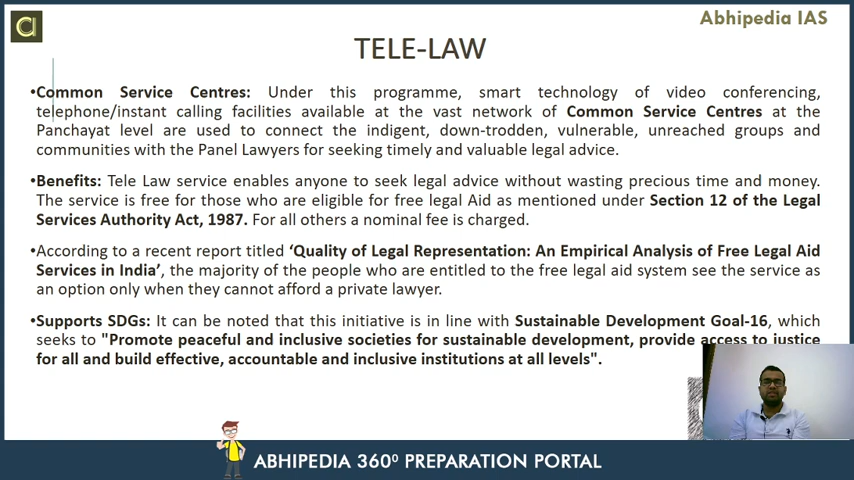 Abhipedia IAS
TELE-LAW
•Common Service Centres: Under this programme, smart technology of video conferencing,
telephone/instant calling facilities available at the vast network of Common Service Centres at the
Panchayat level are used to connect the indigent, down-trodden, vulnerable, unreached groups and
communities with the Panel Lawyers for seeking timely and valuable legal advice.
•Benefits: Tele Law service enables anyone to seek legal advice without wasting precious time and money.
The service is free for those who are eligible for free legal Aid as mentioned under Section 12 of the Legal
Services Authority Act, 1987. For all others a nominal fee is charged.
•According to a recent report titled ‘Quality of Legal Representation: An Empirical Analysis of Free Legal Aid
Services in India’, the majority of the people who are entitled to the free legal aid system see the service as
an option only when they cannot afford a private lawyer.
•Supports SDGs: It can be noted that this initiative is in line with Sustainable Development Goal-16, which
seeks to "Promote peaceful and inclusive societies for sustainable development, provide access to justice
for all and build effective, accountable and inclusive institutions at all levels".
ABHIPEDIA 360⁰ PREPARATION PORTAL